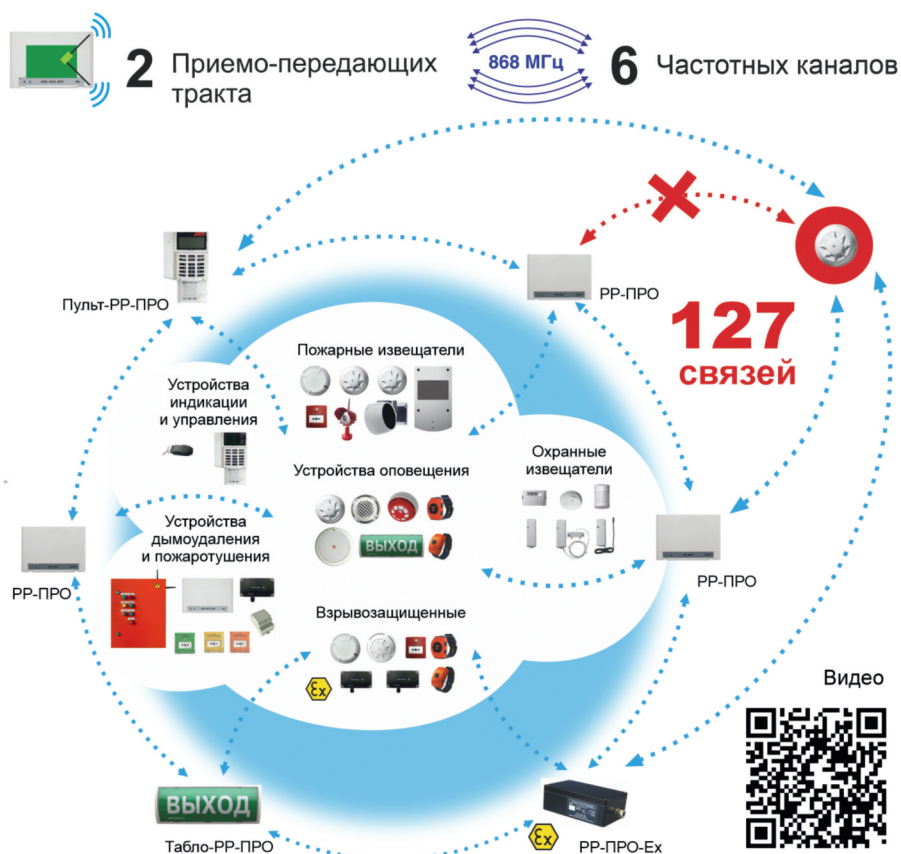 2 Приемо-передающих
тракта
868 МГц
6 Частотных каналов
Пульт-РР-ПРО
РР-ПРО
127
связей
Пожарные извещатели
Устройства
индикации
и управления
Устройства оповещения
Охранные
извещатели
ВЫХОД
Устройства
дымоудаления
и пожаротушения
РР-ПРО
РР-ПРО
Взрывозащищенные
Ex
Видео
ВЫХОД
Табло-РР-ПРО
Ex
РР-ПРО-Ex